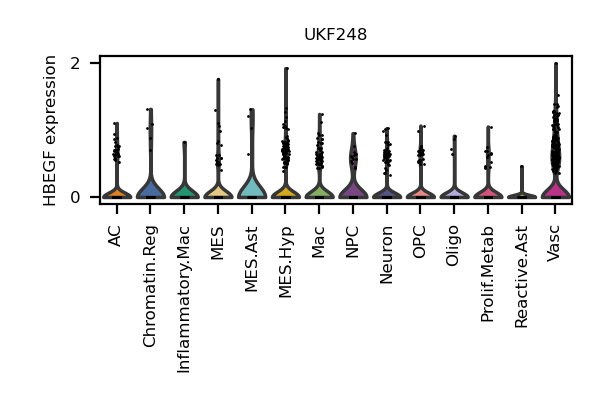 UKF248
HBEGF expression
2
0
AC
Chromatin.Reg
Inflammatory.Mac
MES
MES.Ast
MES.Hyp
Mac
NPC
Neuron
OPC
Oligo
Prolif.Metab
Reactive.Ast
Vasc